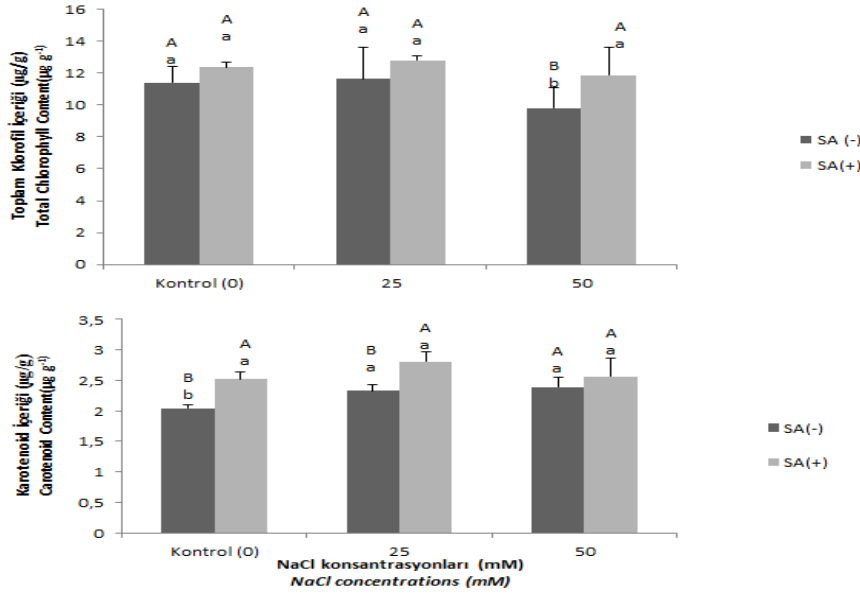 Toplam Klorofil İçeriği (µg/g)
Total Chlorophyll Content(µg g-1)
16
14
12
10
8
6
4
2
0
A
a
A
a
A
a
A
a
B
b
A
a
Kontrol (0)
25
50
SA (-)
SA(+)
Karotenoid İçeriği (µg/g)
Carotenoid Content(µg g-1)
3,5
3
2,5
2
1,5
1
0,5
0
B
b
A
a
B
a
A
a
A
a
A
a
Kontrol (0)
25
50
SA(-)
SA(+)
NaCl konsantrasyonları (mM)
NaCl concentrations (mM)